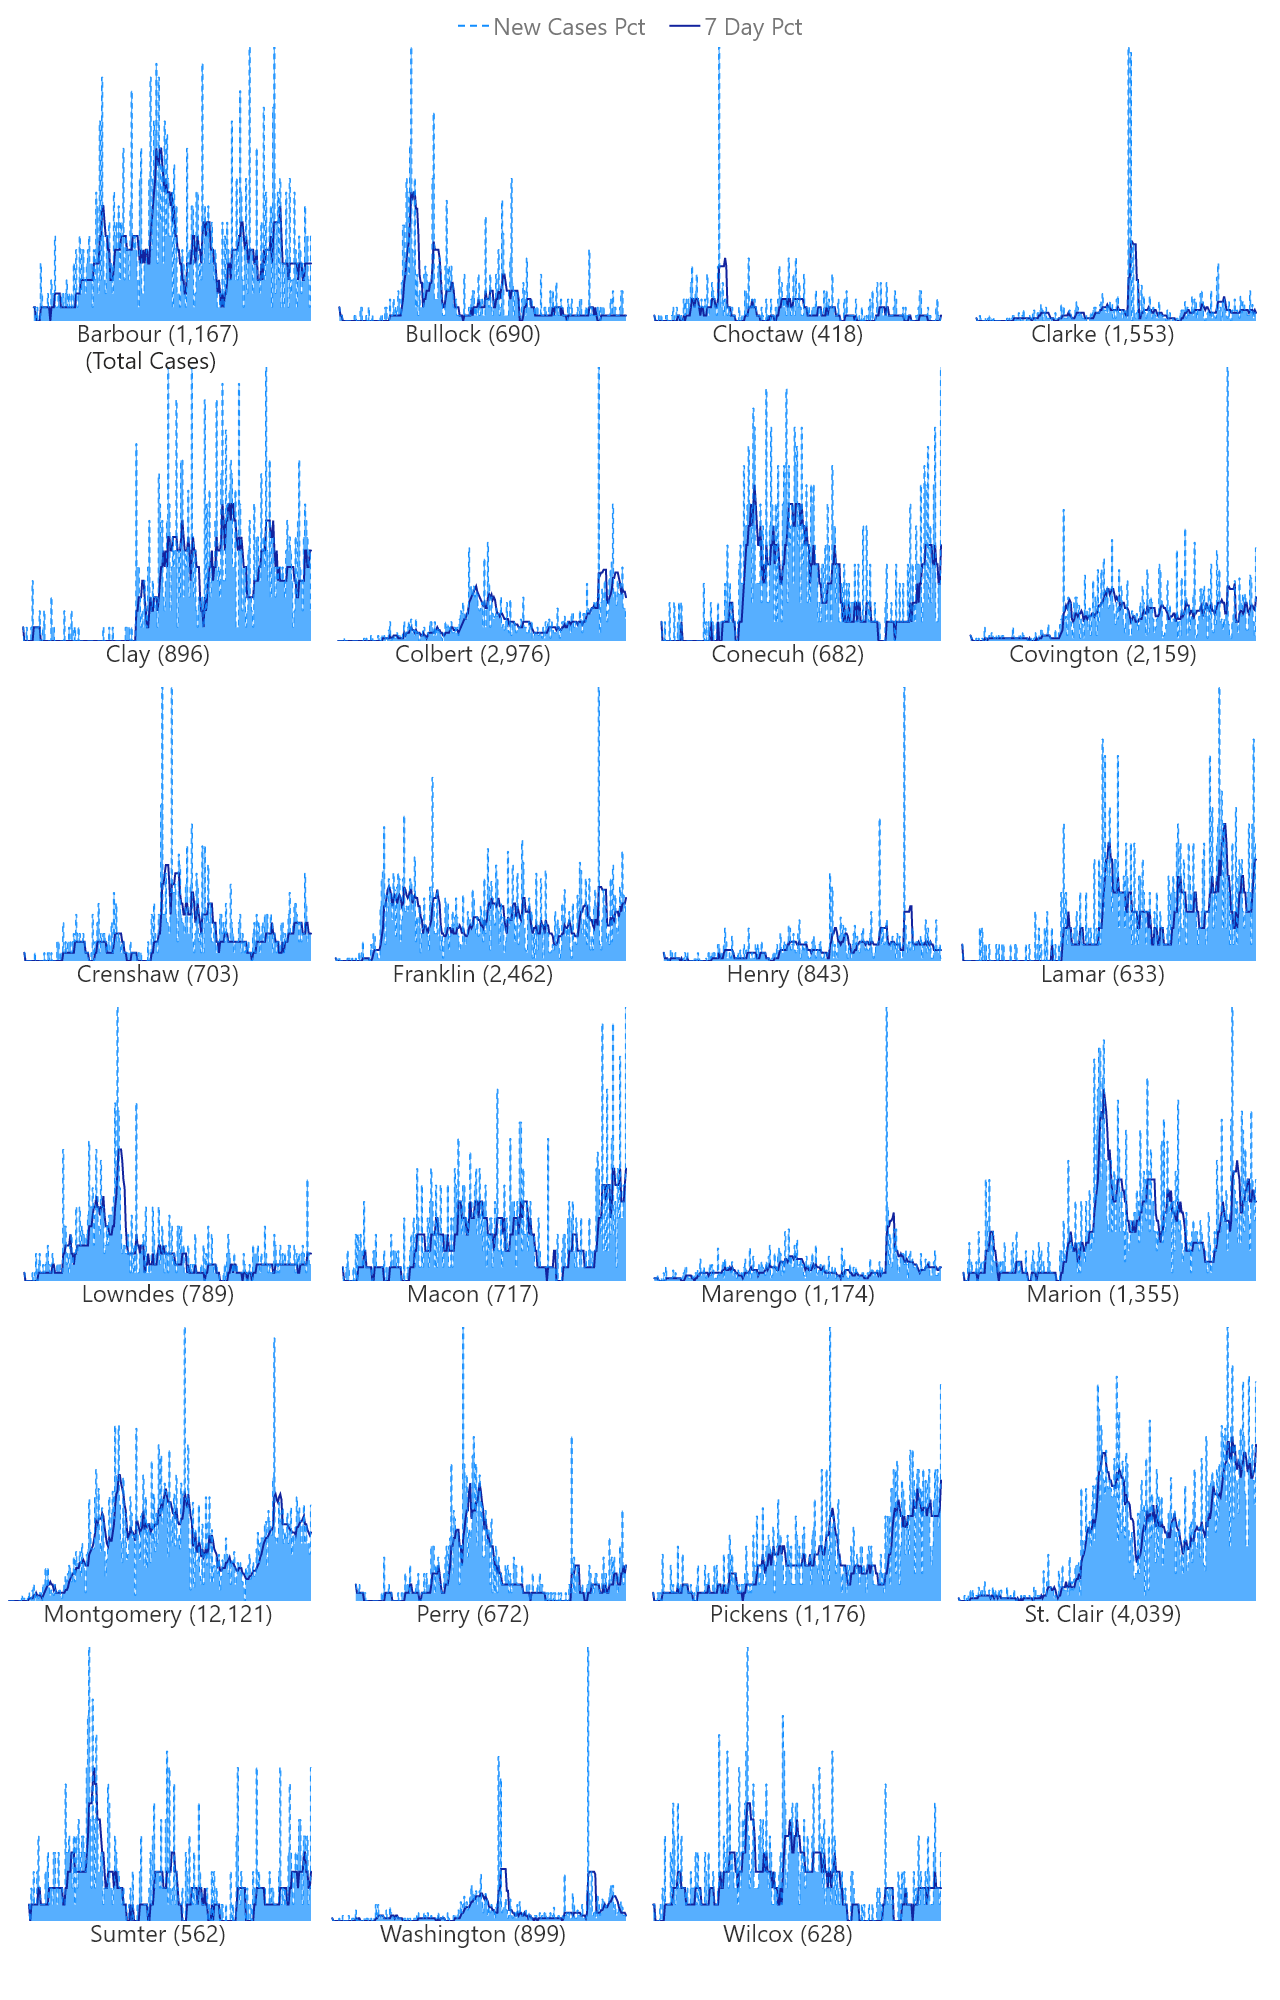 New Cases Pct 7 Day Pct
Barbour (1,167) Bullock (690) Choctaw (418) Clarke (1,553)
(Total Cases)
Clay (896) Colbert (2,976) Conecuh (682) Covington (2,159)
Crenshaw (703) Franklin (2,462) Henry (843) Lamar (633)
Lowndes (789) Macon (717) Marengo (1,174) Marion (1,355)
Montgomery (12,121) Perry (672) Pickens (1,176) St. Clair (4,039)
Sumter (562) Washington (899) Wilcox (628)